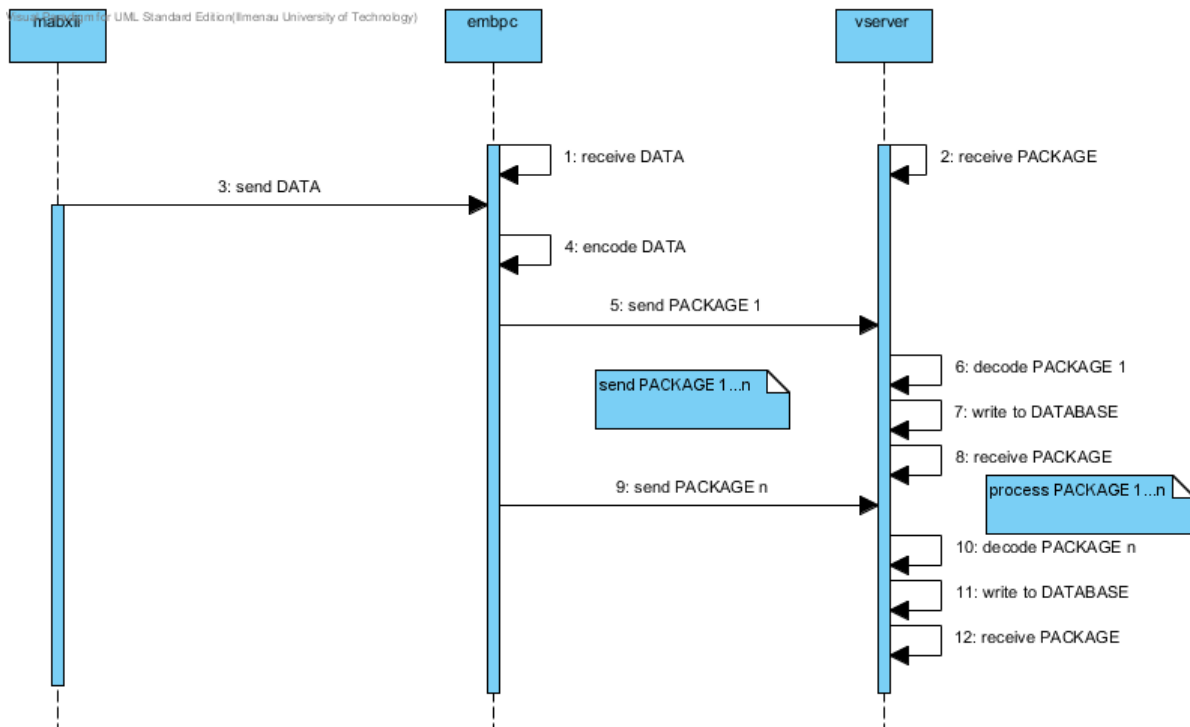 Visual Paradigm for UML Standard Edition(Ilmenau University of Technology)
mabxii
embpc
vserver
1: receive DATA
2: receive PACKAGE
3: send DATA
4: encode DATA
5: send PACKAGE 1
6: decode PACKAGE 1
send PACKAGE 1...n
7: write to DATABASE
8: receive PACKAGE
9: send PACKAGE n
process PACKAGE 1...n
10: decode PACKAGE n
11: write to DATABASE
12: receive PACKAGE